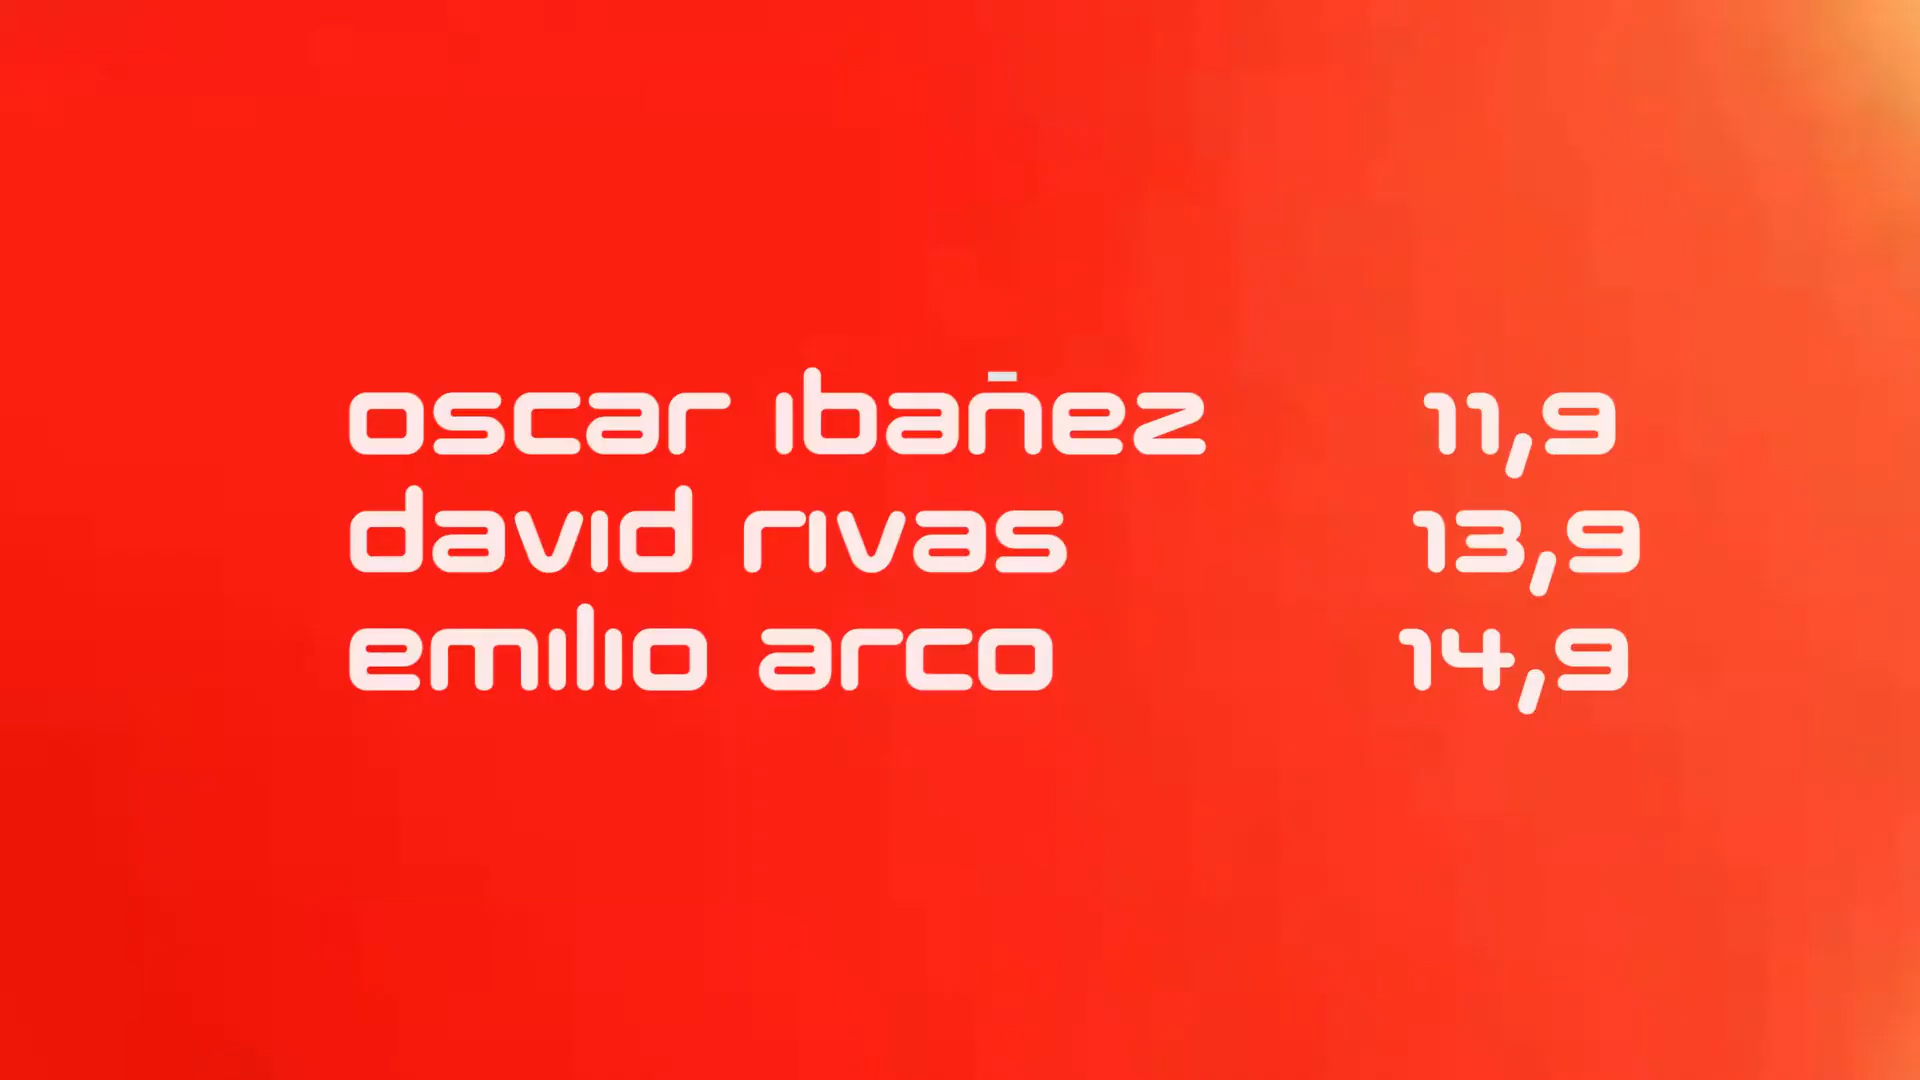 oscar ibañez 11,9
david rivas 13,9
emilio arco 14,9